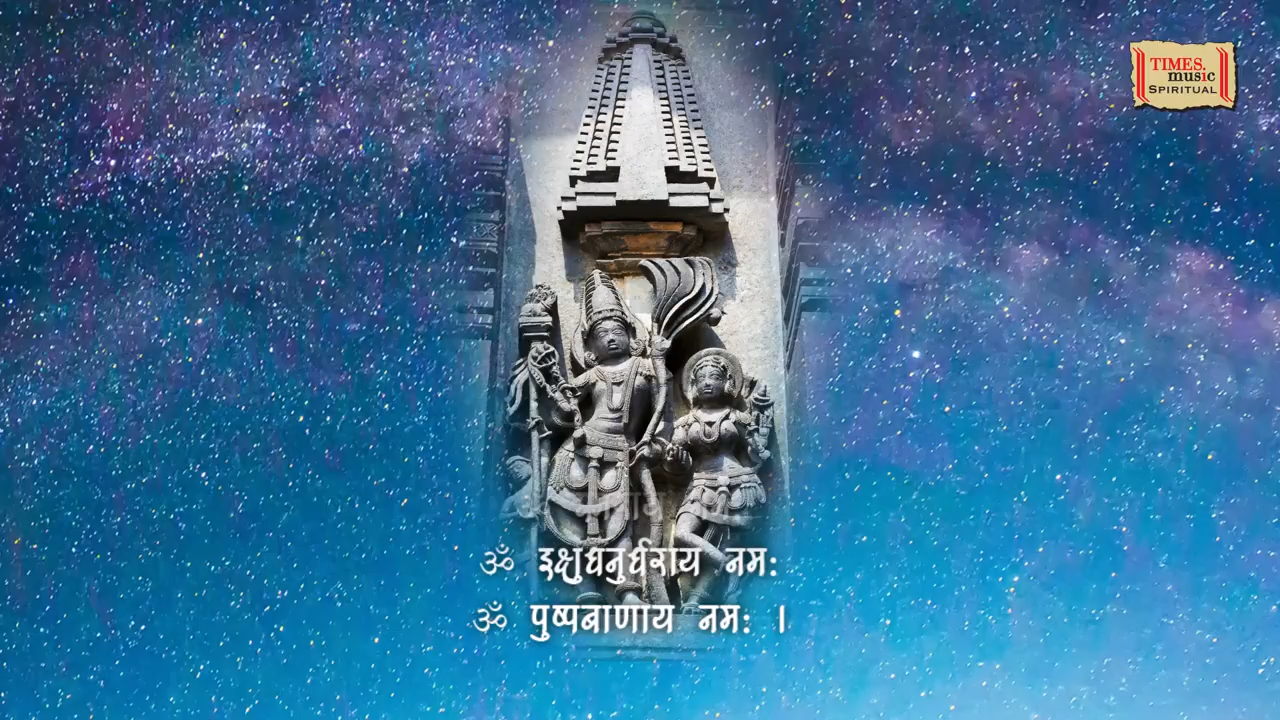 TIMES.
music
SPIRITUAL
ॐ इक्षुधनुर्धराय नमः
ॐ पुष्पबाणाय नमः ।